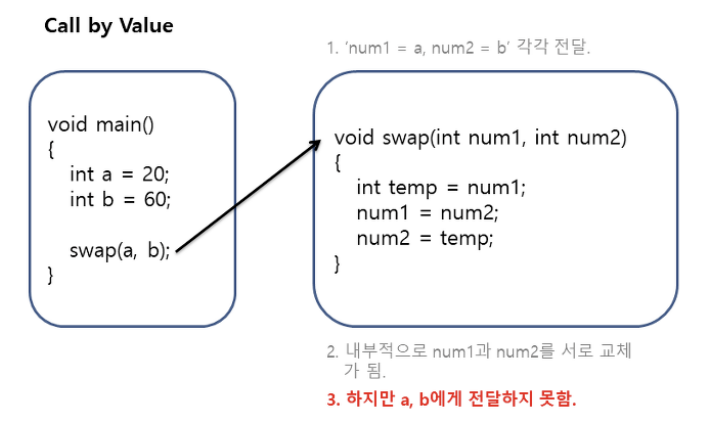 Call by Value
1. ‘num1 = a, num2 = b’ 각각 전달.
void main()
{
int a = 20;
int b = 60;
swap(a, b);
}
void swap(int num1, int num2)
{
int temp = num1;
num1 = num2;
num2 = temp;
}
2. 내부적으로 num1과 num2를 서로 교체
가 됨.
3. 하지만 a, b에게 전달하지 못함.